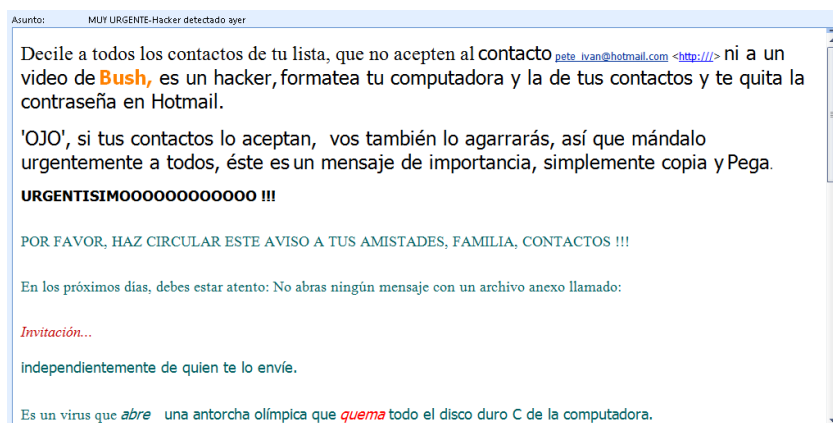 Asunto: MUY URGENTE-Hacker detectado ayer
Decile a todos los contactos de tu lista, que no acepten al contacto pete_ivan@hotmail.com <http:///> ni a un
video de Bush, es un hacker, formatea tu computadora y la de tus contactos y te quita la
contraseña en Hotmail.
'OJO', si tus contactos lo aceptan, vos también lo agarrarás, así que mándalo
urgentemente a todos, éste es un mensaje de importancia, simplemente copia y Pega.
URGENTISIMOOOOOOOOOOOO !!!
POR FAVOR, HAZ CIRCULAR ESTE AVISO A TUS AMISTADES, FAMILIA, CONTACTOS !!!
En los próximos días, debes estar atento: No abras ningún mensaje con un archivo anexo llamado:
Invitación...
independientemente de quien te lo envíe.
Es un virus que abre una antorcha olímpica que quema todo el disco duro C de la computadora.